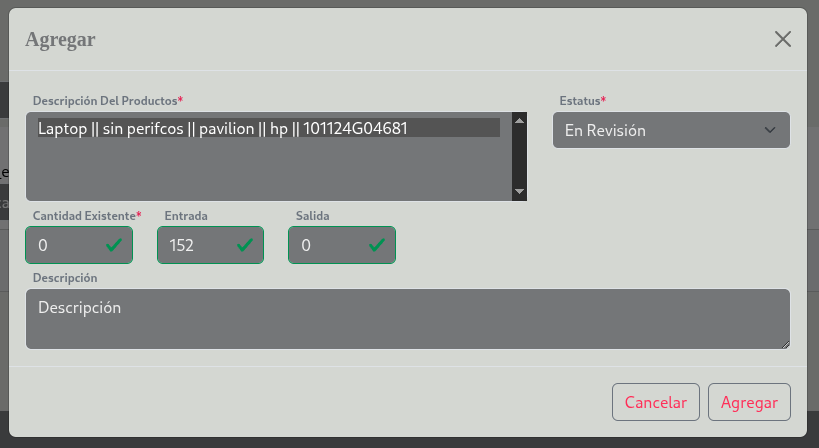 Agregar
Descripción Del Productos*
Estatus*
Laptop || sin perifcos || pavilion || hp || 101124G04681
En Revisión
Cantidad Existente*
Entrada
Salida
0
152
0
Descripción
Descripción
Cancelar
Agregar